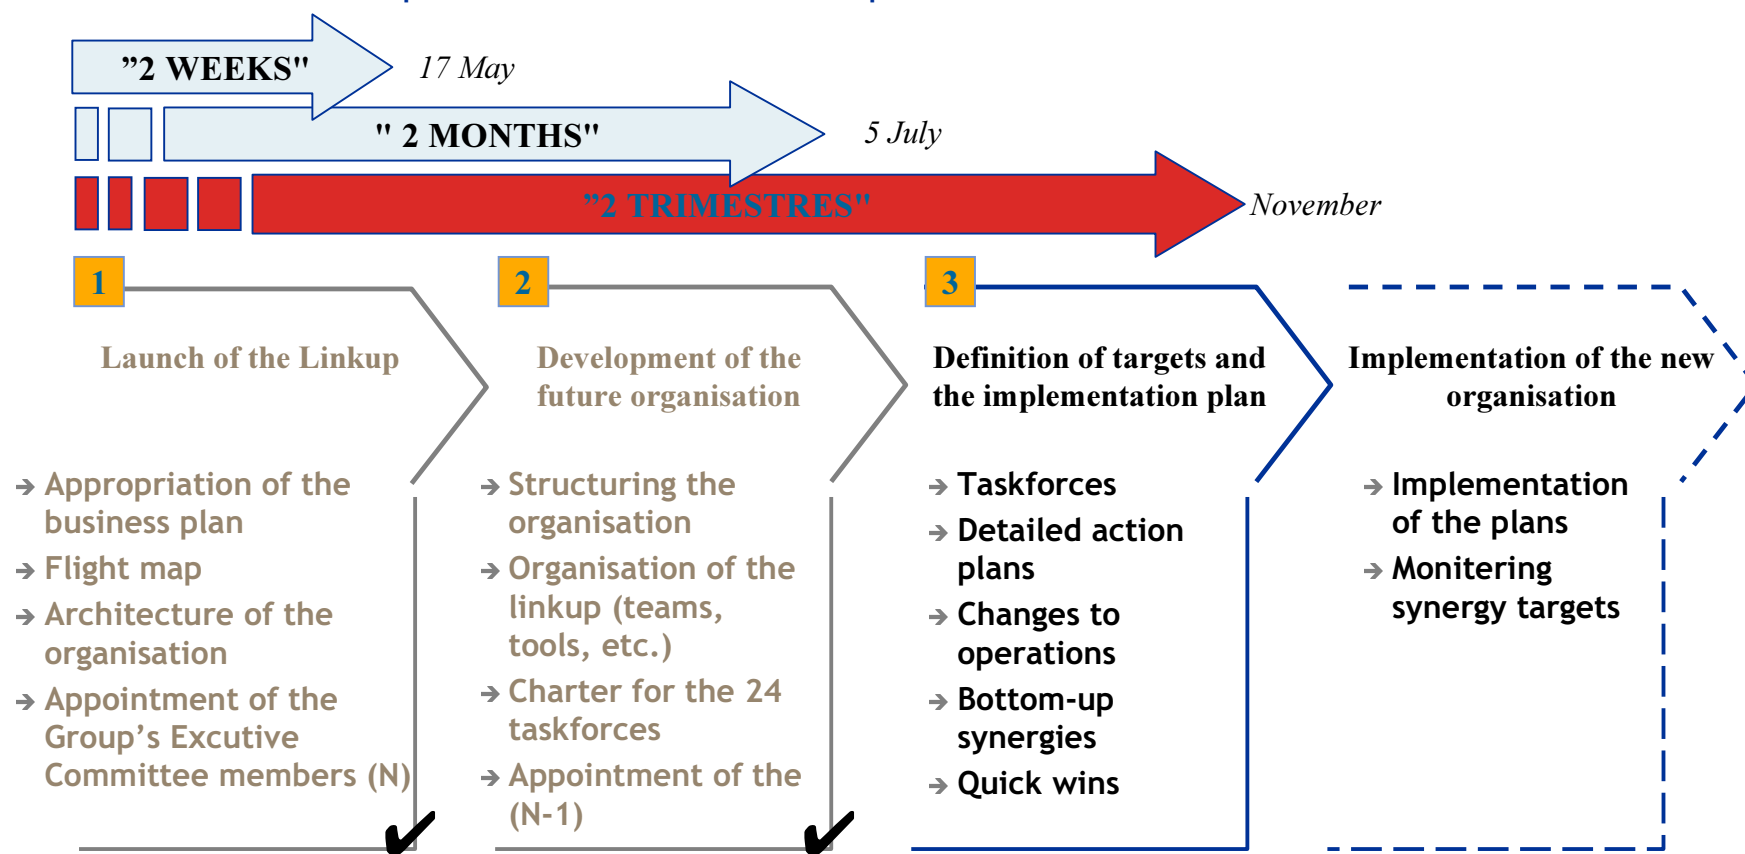 ”2 WEEKS"
17 May
" 2 MONTHS"
5 July
”2 TRIMESTRES"
November
1
Launch of the Linkup
➔ Appropriation of the
business plan
➔ Flight map
➔ Architecture of the
organisation
➔ Appointment of the
Group’s Excutive
Committee members (N)
2
Development of the
future organisation
➔ Structuring the
organisation
➔ Organisation of the
linkup (teams,
tools, etc.)
➔ Charter for the 24
taskforces
➔ Appointment of the
(N-1)
3
Definition of targets and
the implementation plan
➔ Taskforces
➔ Detailed action
plans
➔ Changes to
operations
➔ Bottom-up
synergies
➔ Quick wins
Implementation of the new
organisation
➔ Implementation
of the plans
➔ Monitering
synergy targets